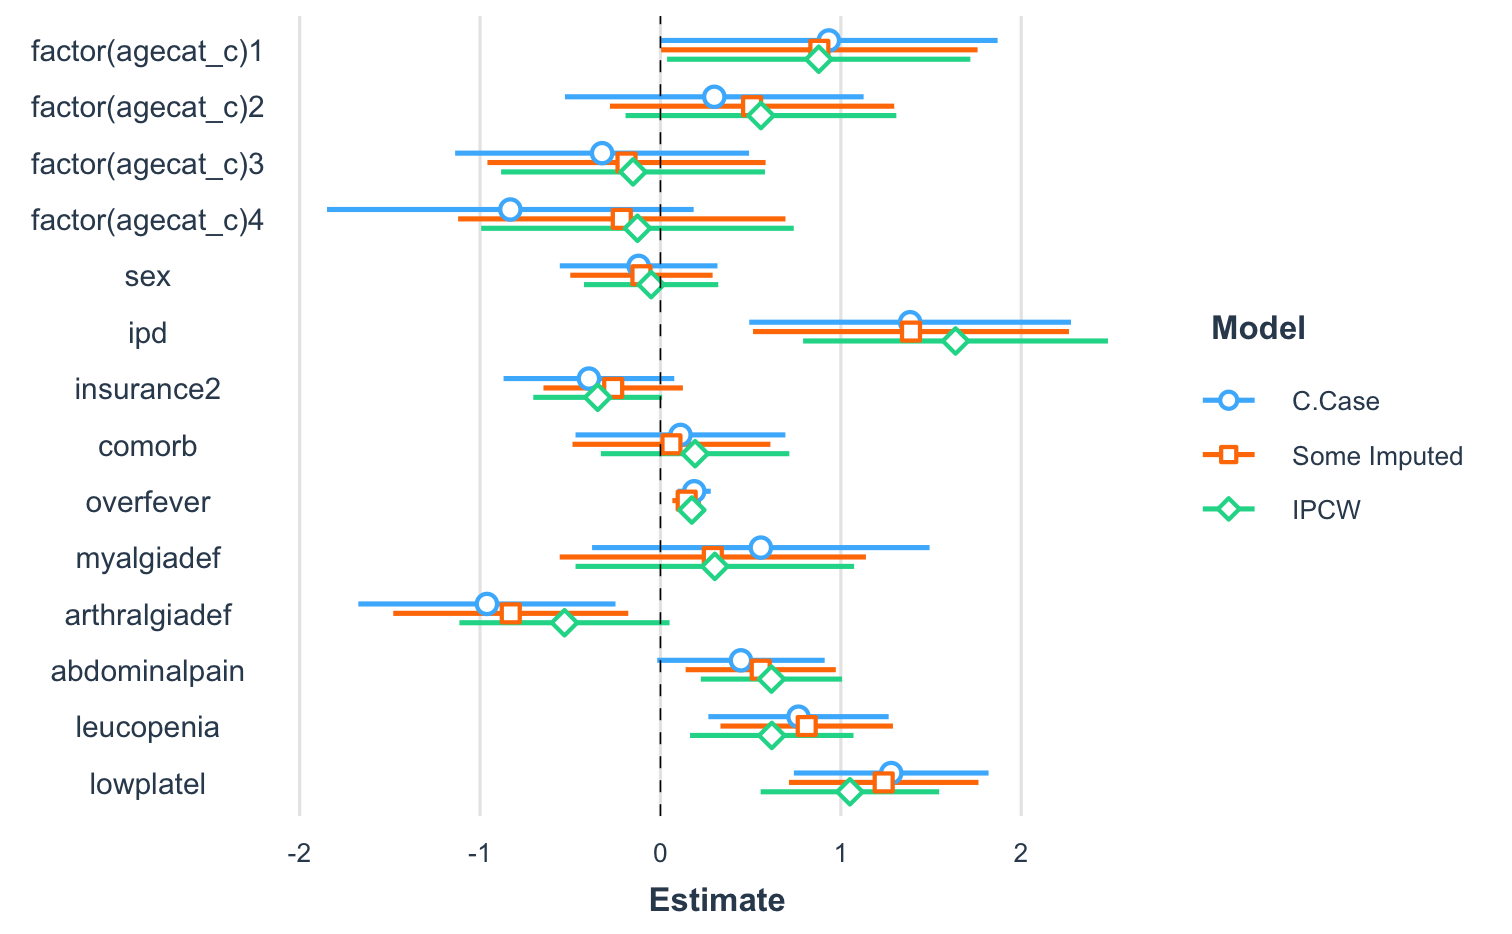 factor(agecat_c)1
factor(agecat_c)2
factor(agecat_c)3
factor(agecat_c)4
sex
ipd
insurance2
comorb
overfever
myalgiadef
arthralgiadef
abdominalpain
leucopenia
lowplatel
-2 -1 0 1 2
Estimate
Model
C.Case
Some Imputed
IPCW